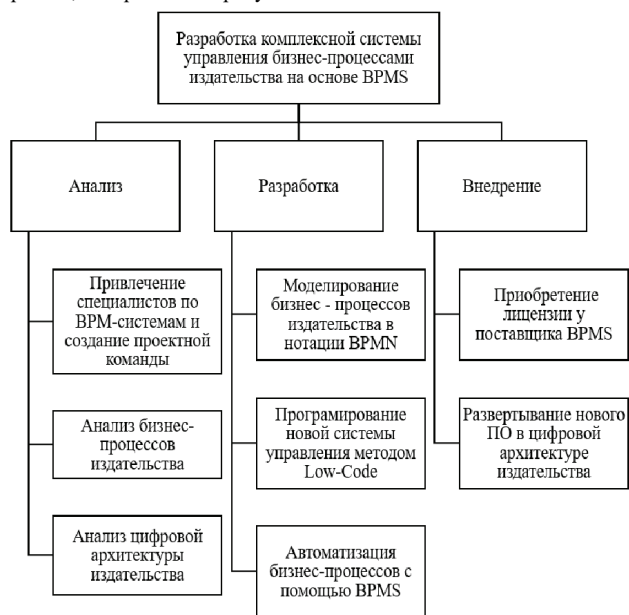 Разработка комплексной системы
управления бизнес-процессами
издательства на основе BPMS
Анализ
Разработка
Внедрение
Привлечение
специалистов по
BPM-системам и
создание проектной
команды
Моделирование
бизнес - процессов
издательства в
нотации BPMN
Приобретение
лицензии у
поставщика BPMS
Анализ бизнес-
процессов
издательства
Програмирование
новой системы
управления методом
Low-Code
Развертывание нового
ПО в цифровой
архитектуре
издательства
Анализ цифровой
архитектуры
издательства
Автоматизация
бизнес-процессов с
помощью BPMS